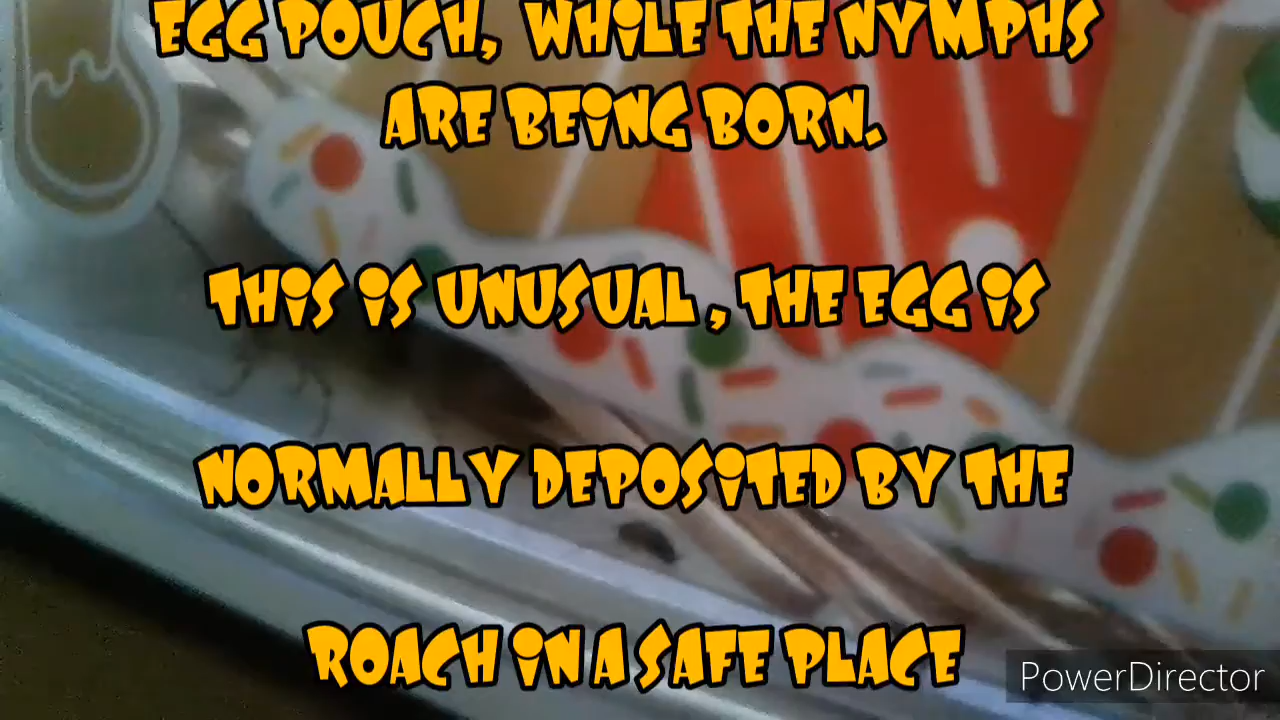 EGG POUCH, WHILE THE NYMPHS
ARE BEING BORN.
THIS IS UNUSUAL , THE EGG IS
NORMALLY DEPOSITED BY THE
ROACH IN A SAFE PLACE
PowerDirector